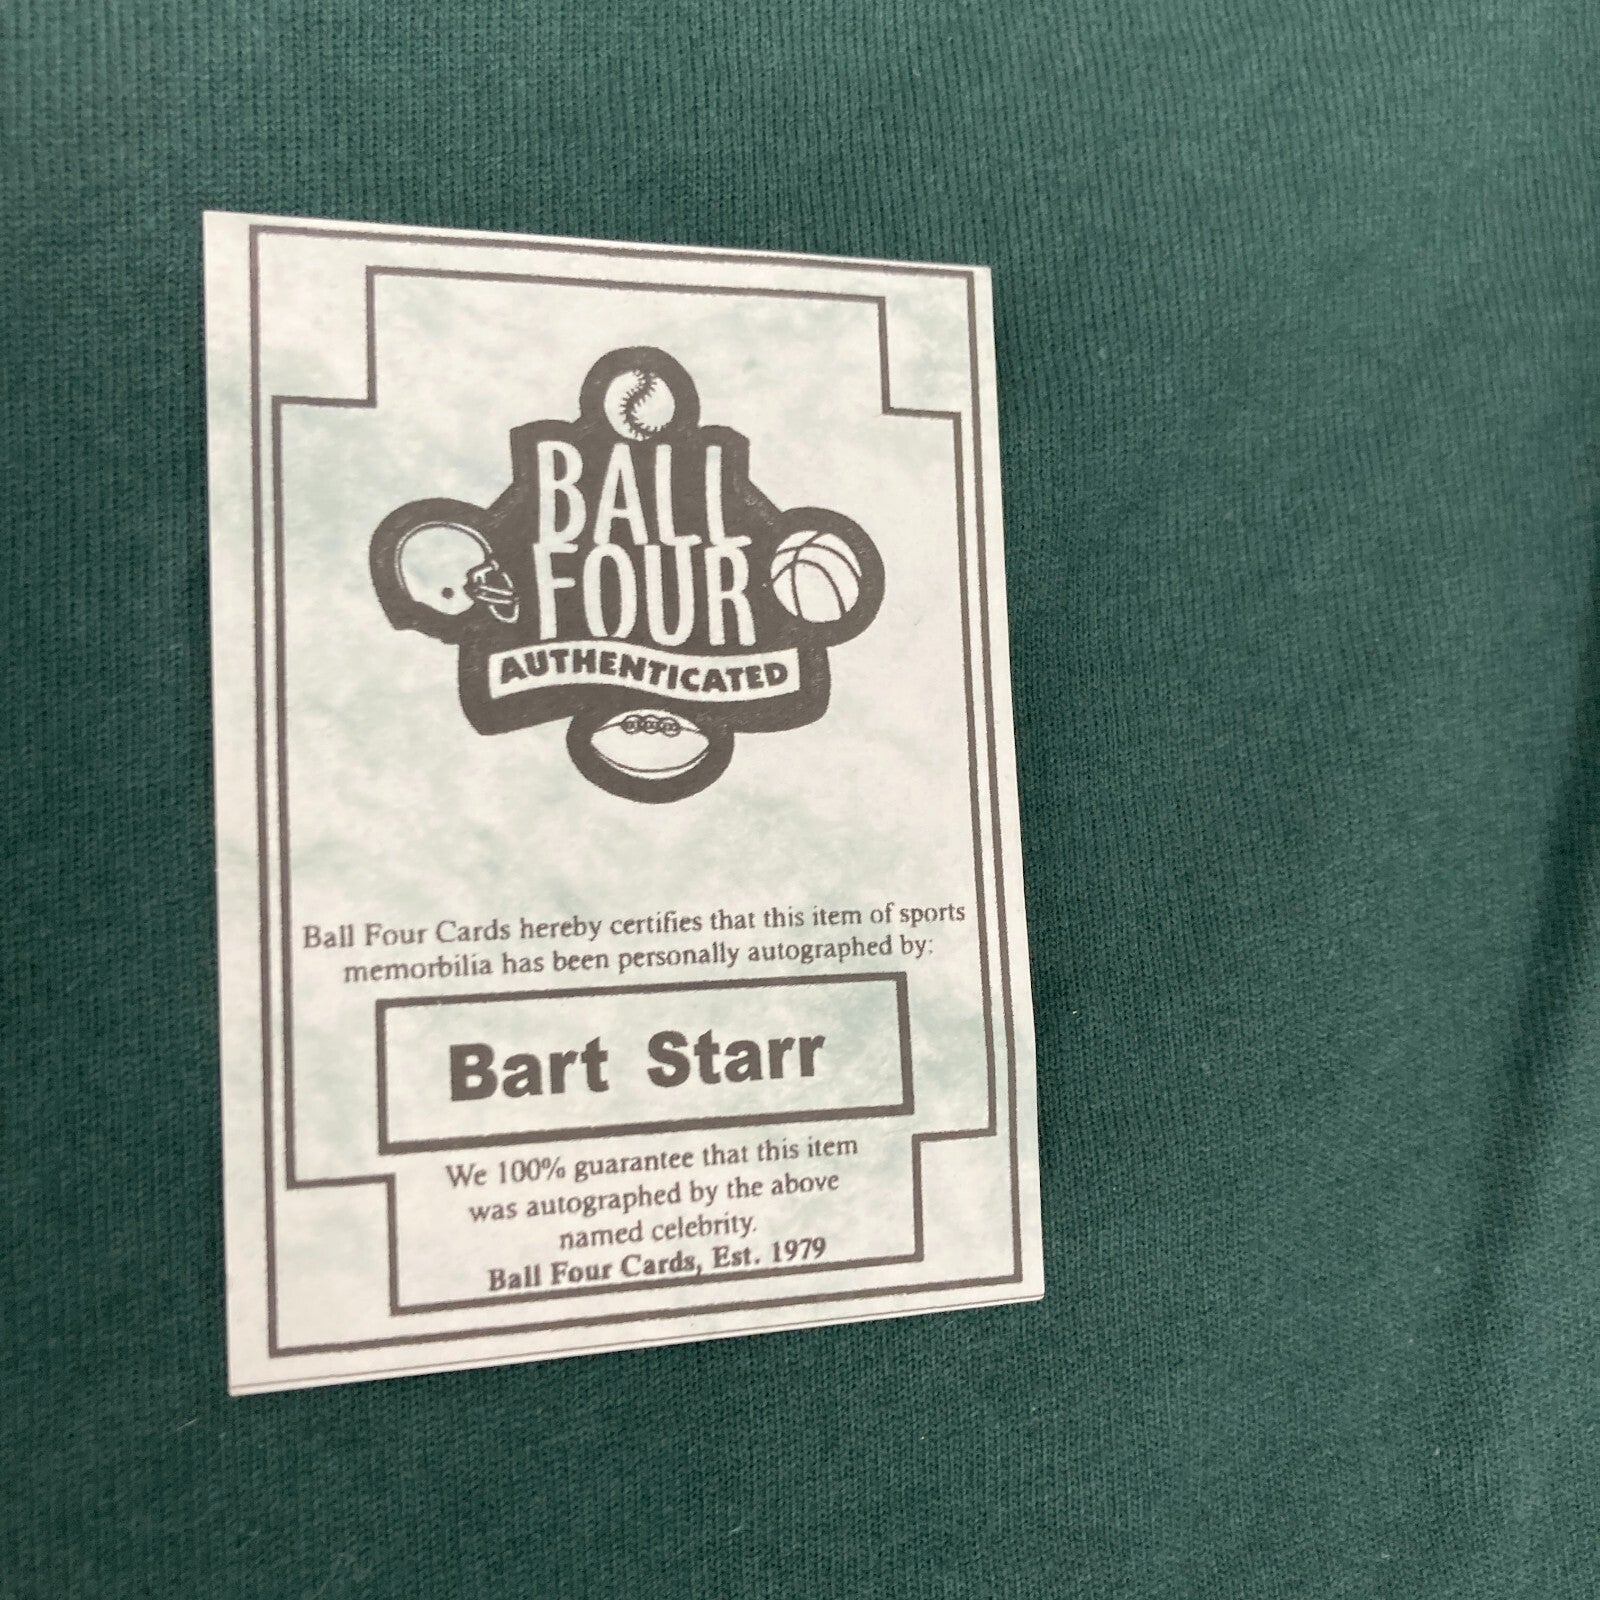 BALL
FOUR
AUTHENTICATED
Ball Four Cards hereby certifies that this item of sports
memorbilia has been personally autographed by:
Bart Starr
We 100% guarantee that this item
was autographed by the above
named celebrity.
Ball Four Cards, Est. 1979